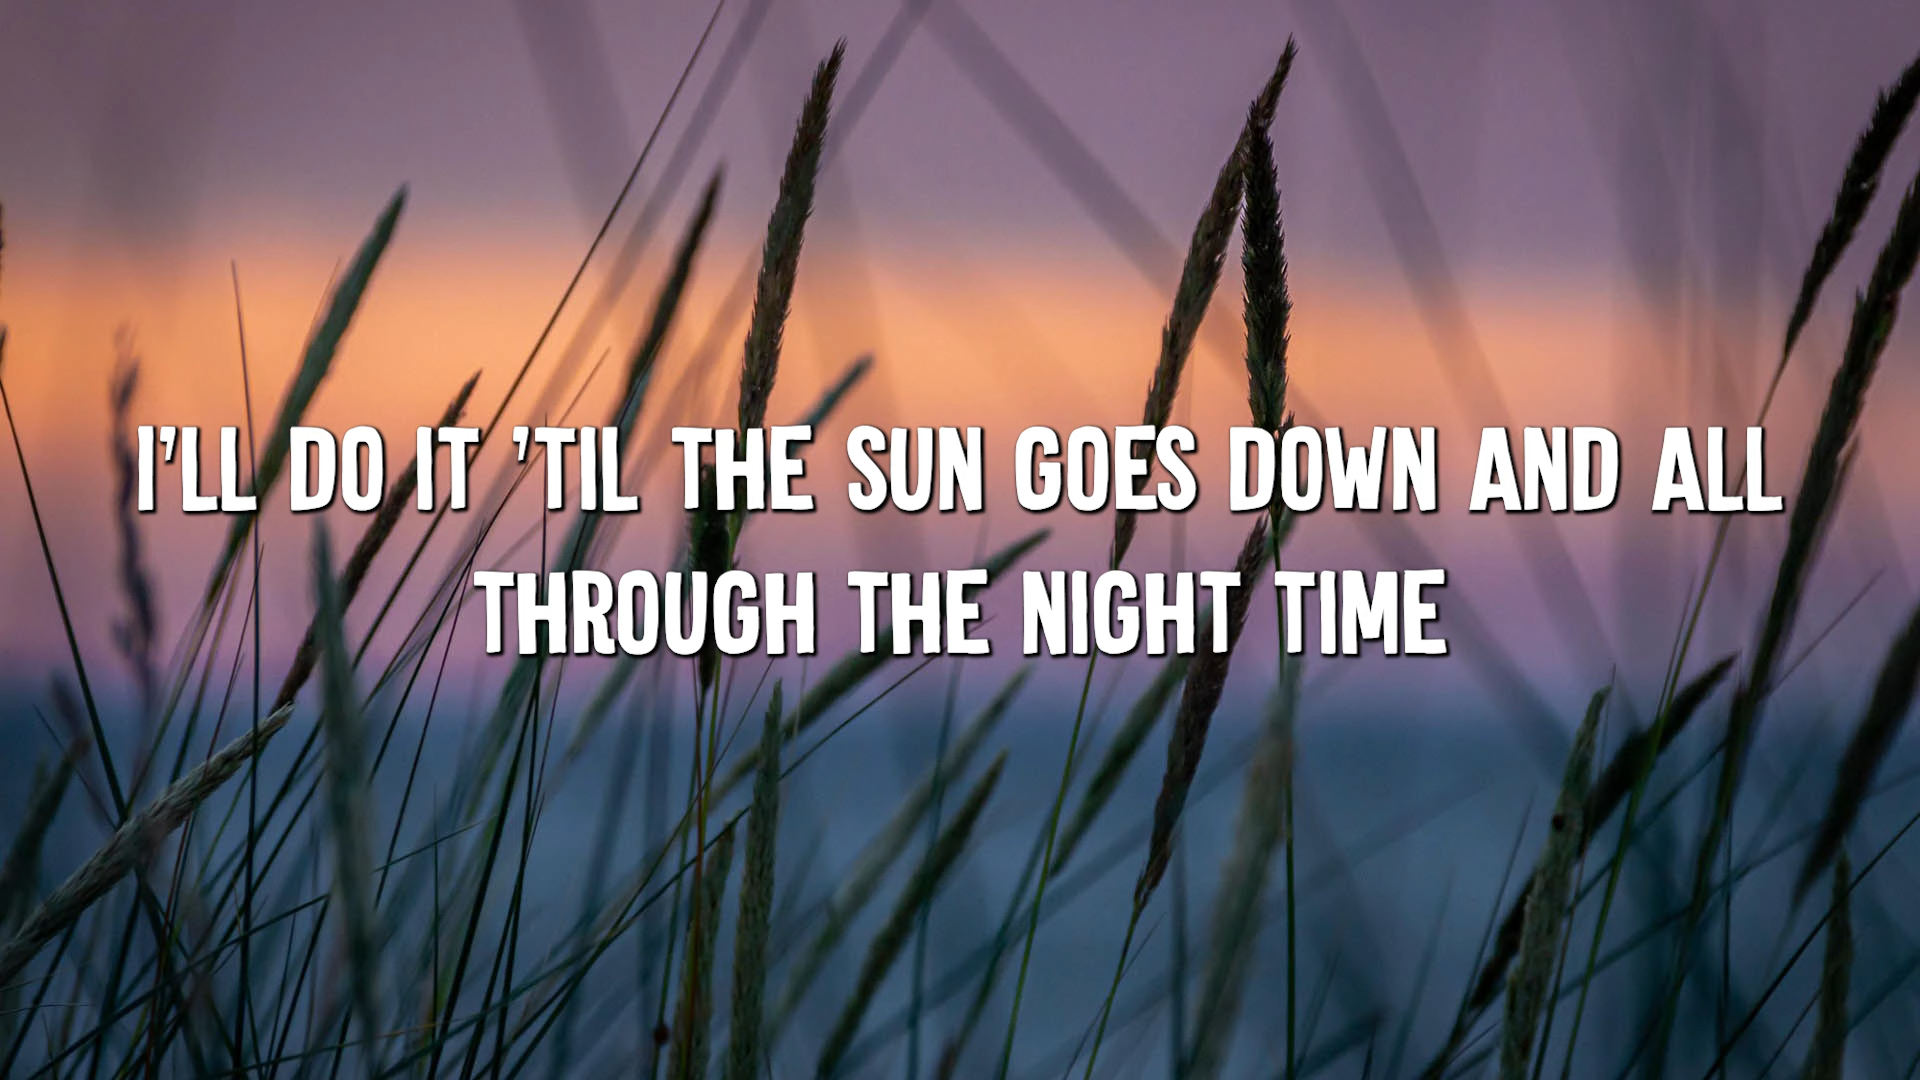 I'LL DO IT 'TIL THE SUN GOES DOWN AND ALL
THROUGH THE NIGHT TIME